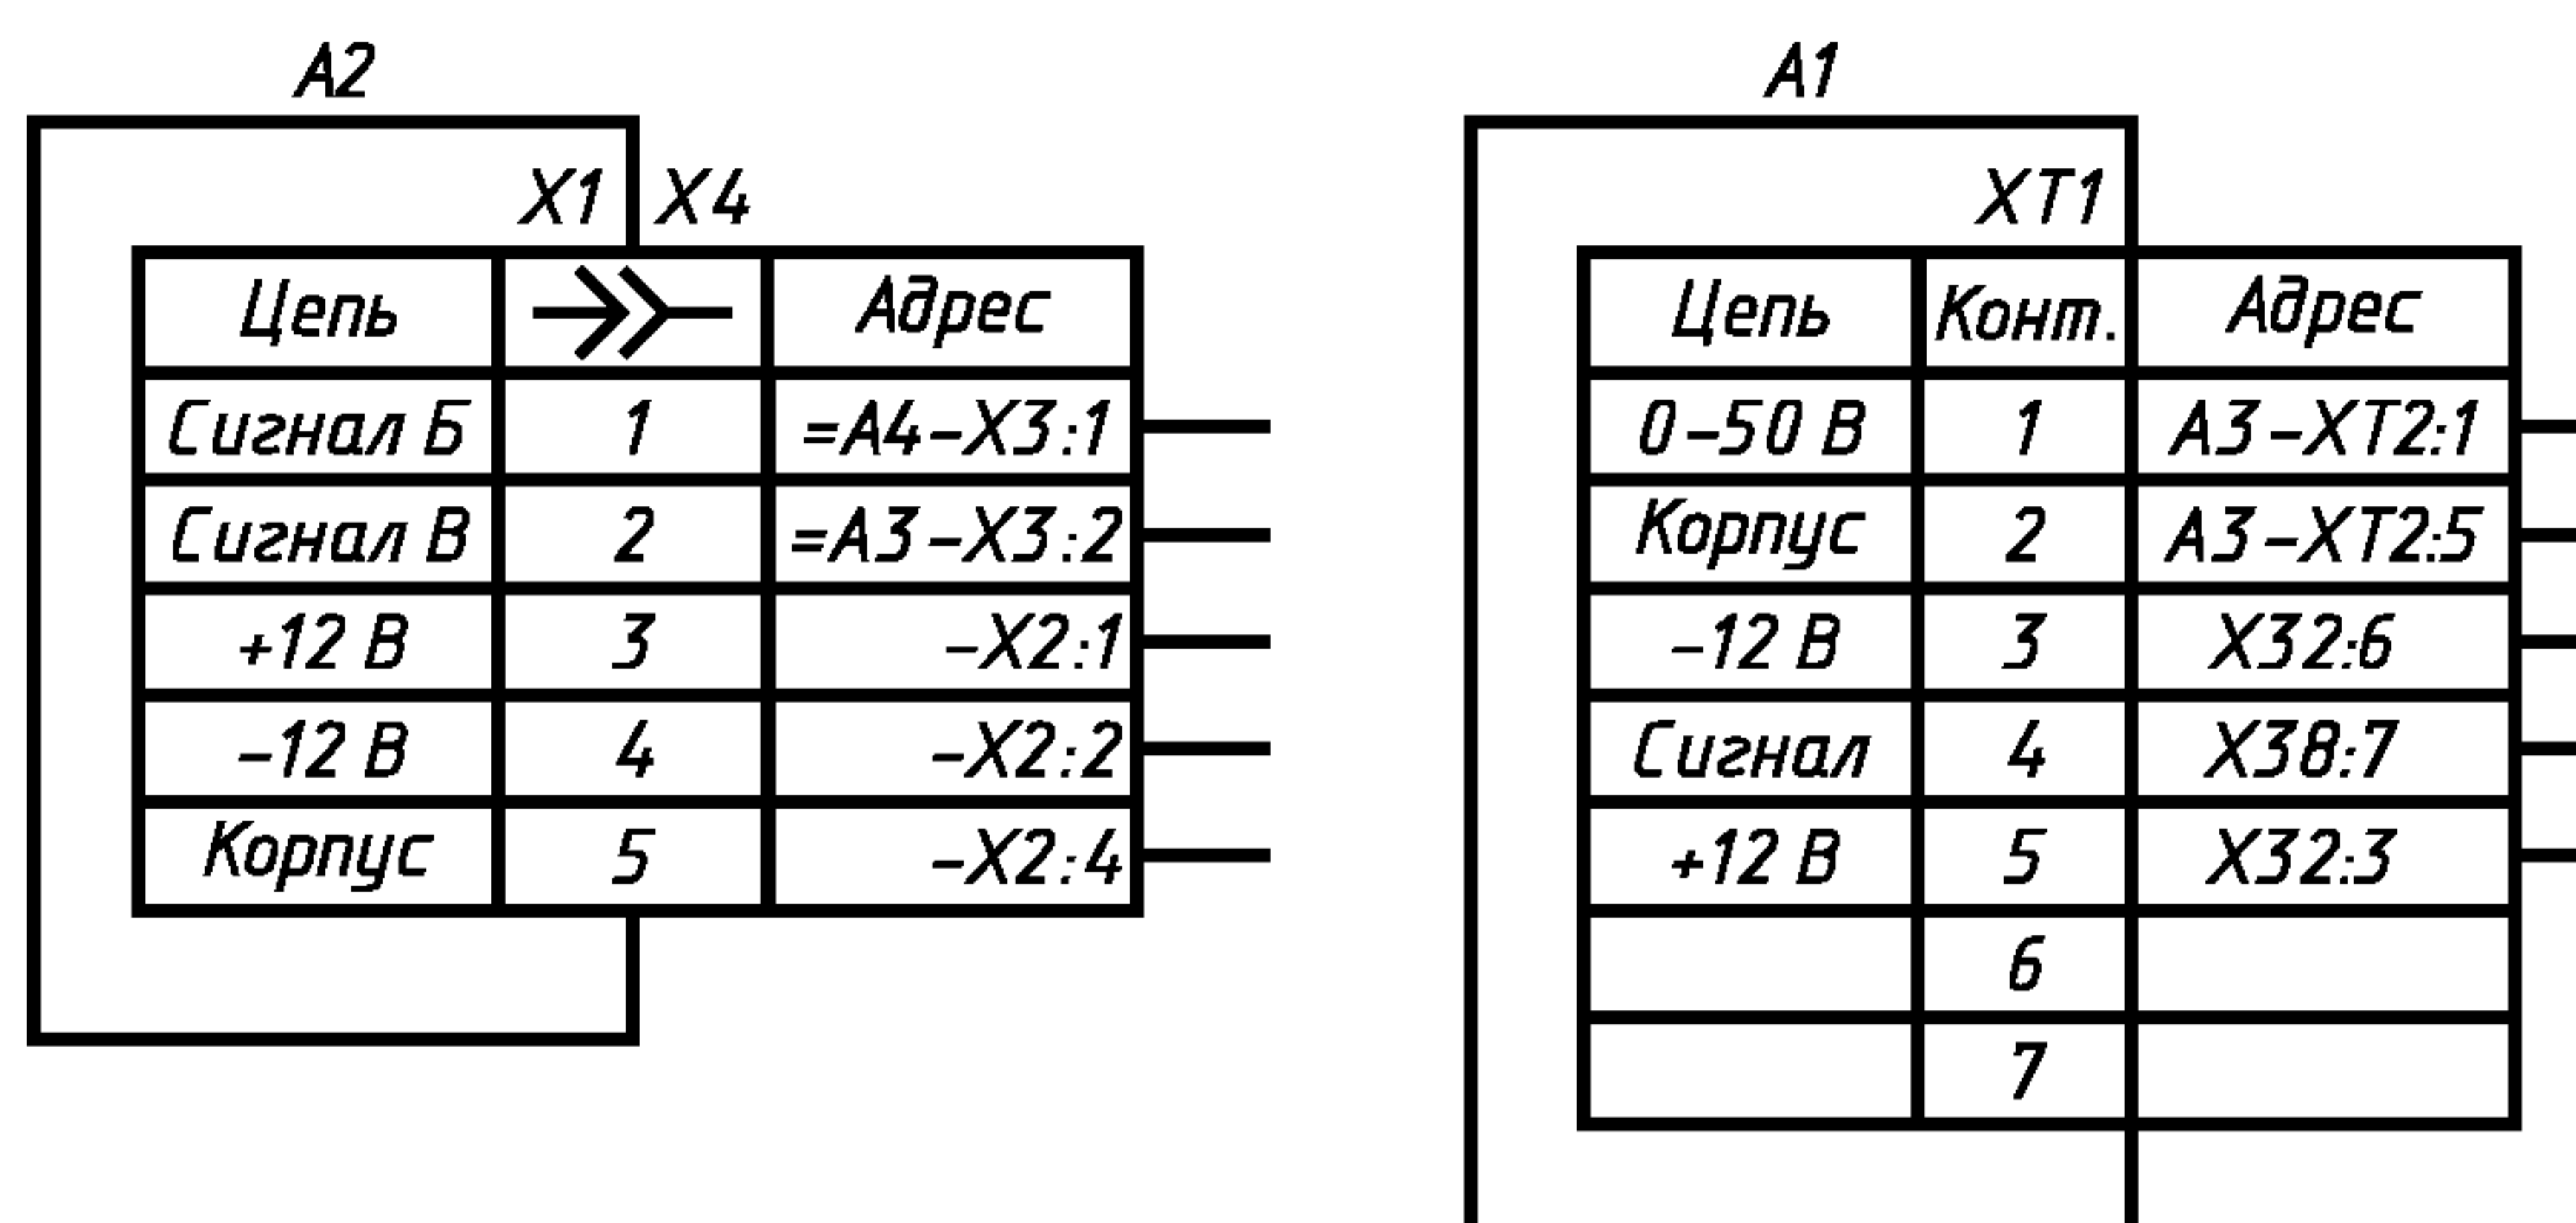 A2
X1 X4
Цепь Адрес
Сигнал Б 1 =A4-X3:1
Сигнал В 2 =A3-X3:2
+12 В 3 -X2:1
-12 В 4 -X2:2
Корпус 5 -X2:4
A1
XT1
Цепь Конт. Адрес
0-50 В 1 A3-XT2:1
Корпус 2 A3-XT2:5
-12 В 3 X32:6
Сигнал 4 X38:7
+12 В 5 X32:3
6
7